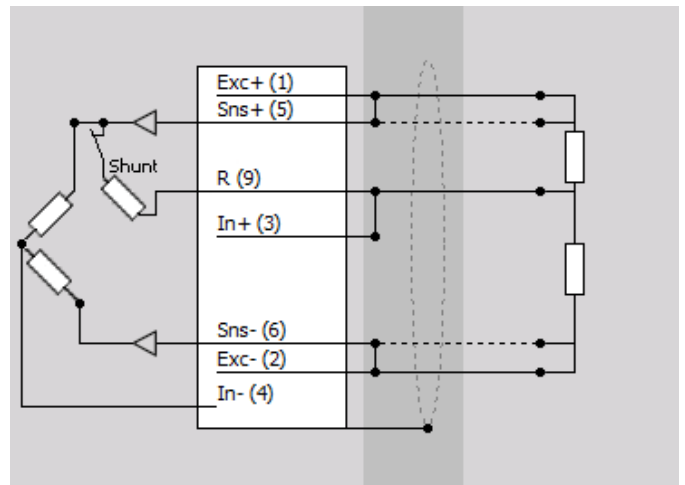 Exc+ (1)
Sns+ (5)
Shunt
R (9)
In+ (3)
Sns- (6)
Exc- (2)
In- (4)